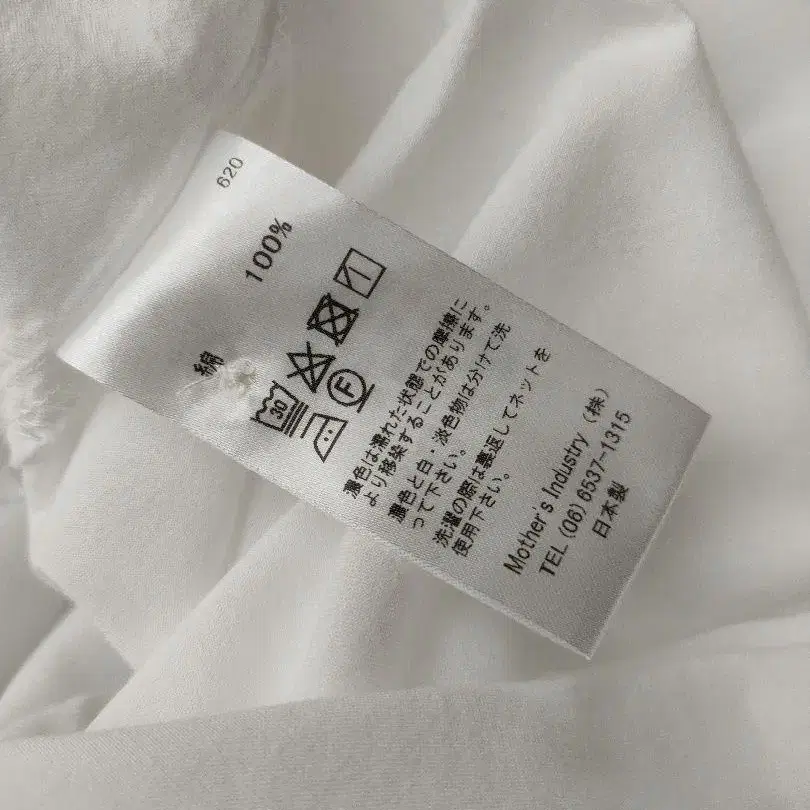 620
綿 100%
30
F
濃色は濡れた状態での摩擦に
より移染することがあります。
濃色と白・淡色物は分けて洗
って下さい。
洗濯の際は裏返してネットを
使用下さい。
Mother's Industry (株)
TEL (06) 6537-1315
日本製